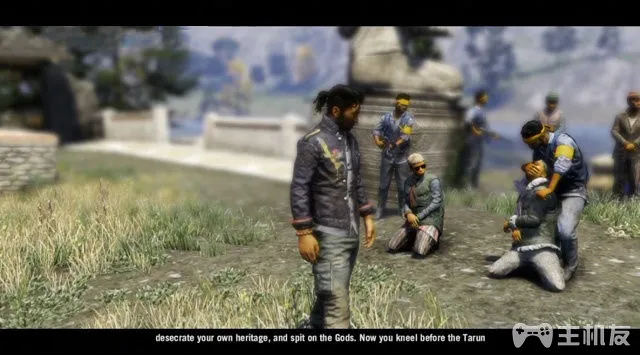 desecrate your own heritage, and spit on the Gods. Now you kneel before the Tarun
主机友